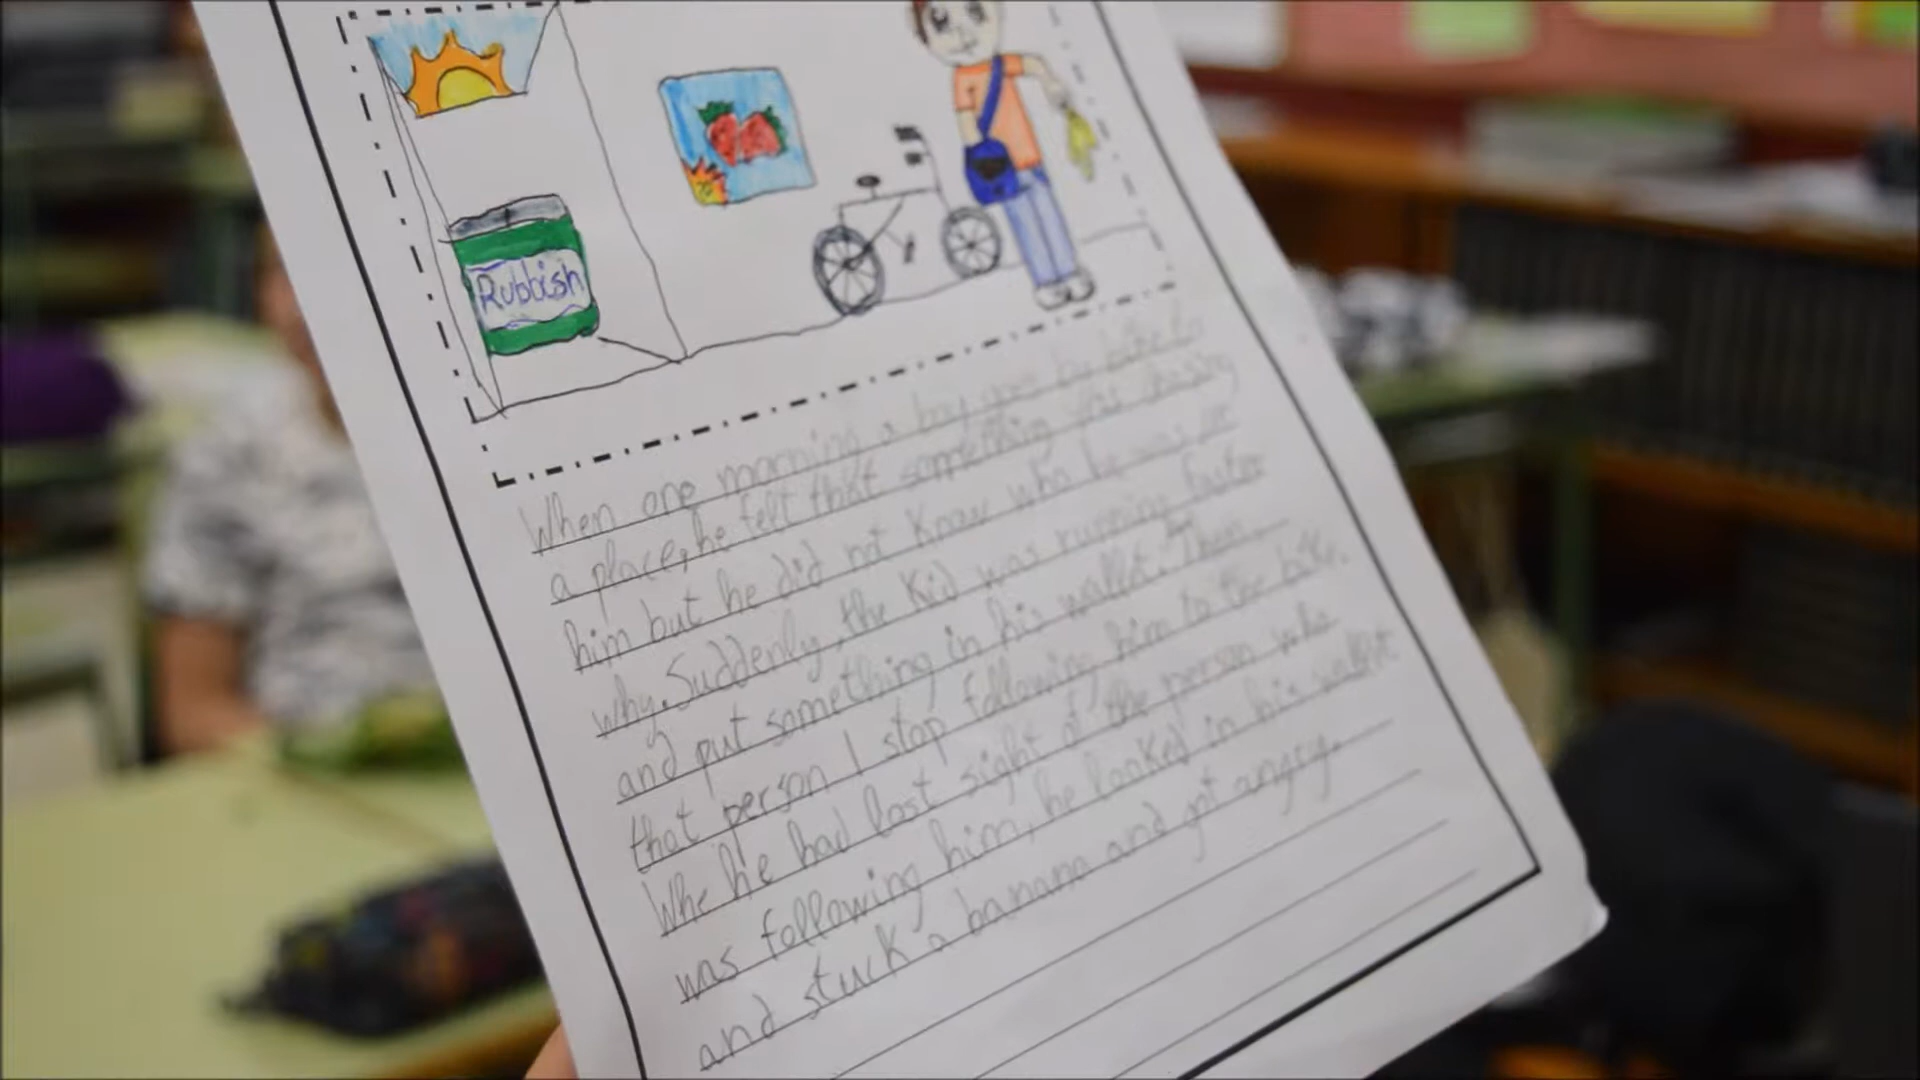 Rubbish
When one morning a boy goes by bike to
a place, he felt that something was chasing
him but he did not know who he was or
why. Suddenly, the kid was running faster
and put something in his wallet. Then
that person I stop following him to the bike.
Whe he had lost sight of the person who
was following him, he looked in his wallet
and stuck a banana and got angry.